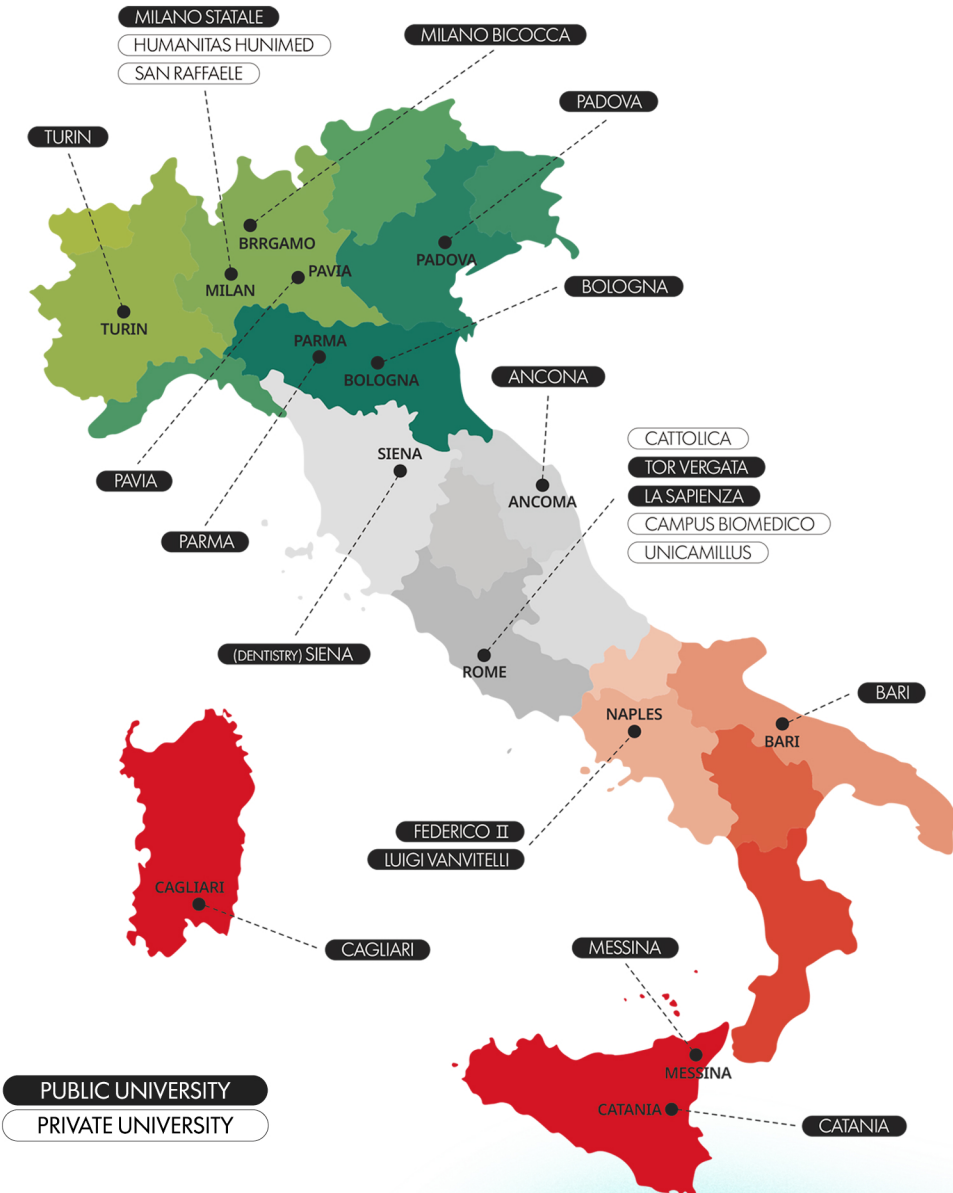 MILANO STATALE
HUMANITAS HUNIMED
SAN RAFFAELE
MILANO BICOCCA
PADOVA
TURIN
BRRGAMO
PADOVA
PAVIA
MILAN
BOLOGNA
TURIN
PARMA
BOLOGNA
ANCONA
CATTOLICA
TOR VERGATA
LA SAPIENZA
CAMPUS BIOMEDICO
UNICAMILLUS
SIENA
PAVIA
ANCOMA
PARMA
(DENTISTRY) SIENA
ROME
BARI
NAPLES
BARI
FEDERICO II
LUIGI VANVITELLI
CAGLIARI
CAGLIARI
MESSINA
MESSINA
CATANIA
CATANIA
PUBLIC UNIVERSITY
PRIVATE UNIVERSITY